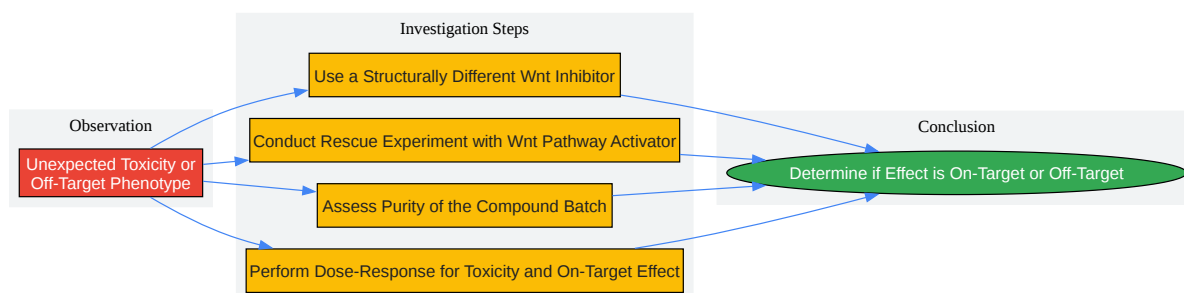 Observation
Unexpected Toxicity or
Off-Target Phenotype
Investigation Steps
Use a Structurally Different Wnt Inhibitor
Conduct Rescue Experiment with Wnt Pathway Activator
Assess Purity of the Compound Batch
Perform Dose-Response for Toxicity and On-Target Effect
Conclusion
Determine if Effect is On-Target or Off-Target